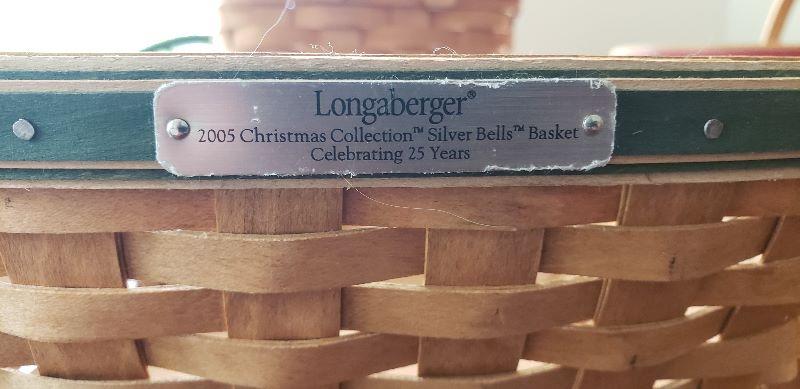 Longaberger®
2005 Christmas Collection™ Silver Bells™ Basket
Celebrating 25 Years